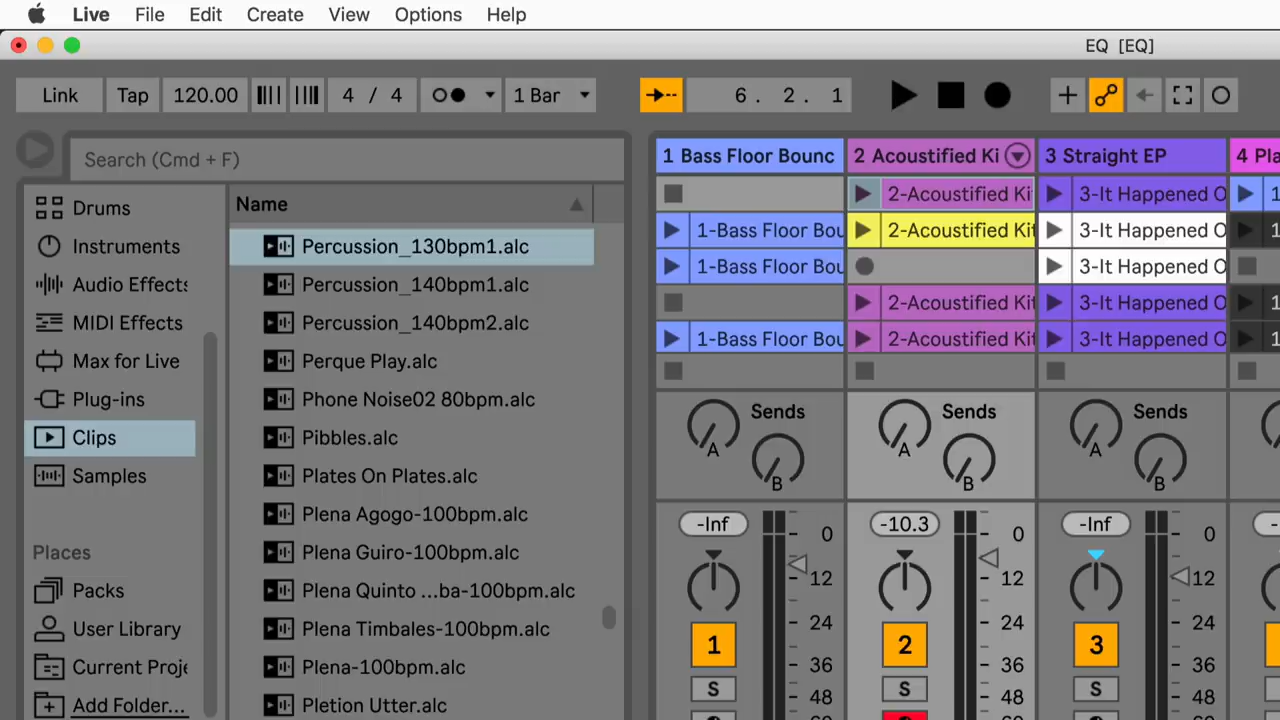 Live File Edit Create View Options Help
EQ [EQ]
Link Tap 120.00 4 / 4 1 Bar 6. 2. 1
Search (Cmd + F)
Drums
Instruments
Audio Effects
MIDI Effects
Max for Live
Plug-ins
Clips
Samples
Places
Packs
User Library
Current Proje
Add Folder...
Name
Percussion_130bpm1.alc
Percussion_140bpm1.alc
Percussion_140bpm2.alc
Perque Play.alc
Phone Noise02 80bpm.alc
Pibbles.alc
Plates On Plates.alc
Plena Agogo-100bpm.alc
Plena Guiro-100bpm.alc
Plena Quinto ...ba-100bpm.alc
Plena Timbales-100bpm.alc
Plena-100bpm.alc
Pletion Utter.alc
1 Bass Floor Bounc 2 Acoustified Ki 3 Straight EP 4 Pla
2-Acoustified Kit 3-It Happened O 1
1-Bass Floor Bou 2-Acoustified Kit 3-It Happened O 1
1-Bass Floor Bou 3-It Happened O 1
2-Acoustified Kit 3-It Happened O 1
1-Bass Floor Bou 2-Acoustified Kit 3-It Happened O 1
Sends Sends Sends
A A A
B B B
-Inf 0 -10.3 0 -Inf 0
12 12 12
24 24 24
1 2 3
36 36 36
S 48 S 48 S 48